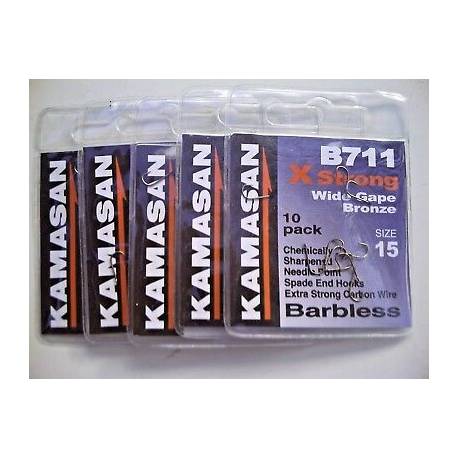 KAMASAN
KAMASAN
KAMASAN
KAMASAN
KAMASAN
B711
X Strong
Wide Gape
Bronze
10
pack
SIZE
15
Chemically
Sharpened
Needle Point
Spade End Hooks
Extra Strong Carbon Wire
Barbless